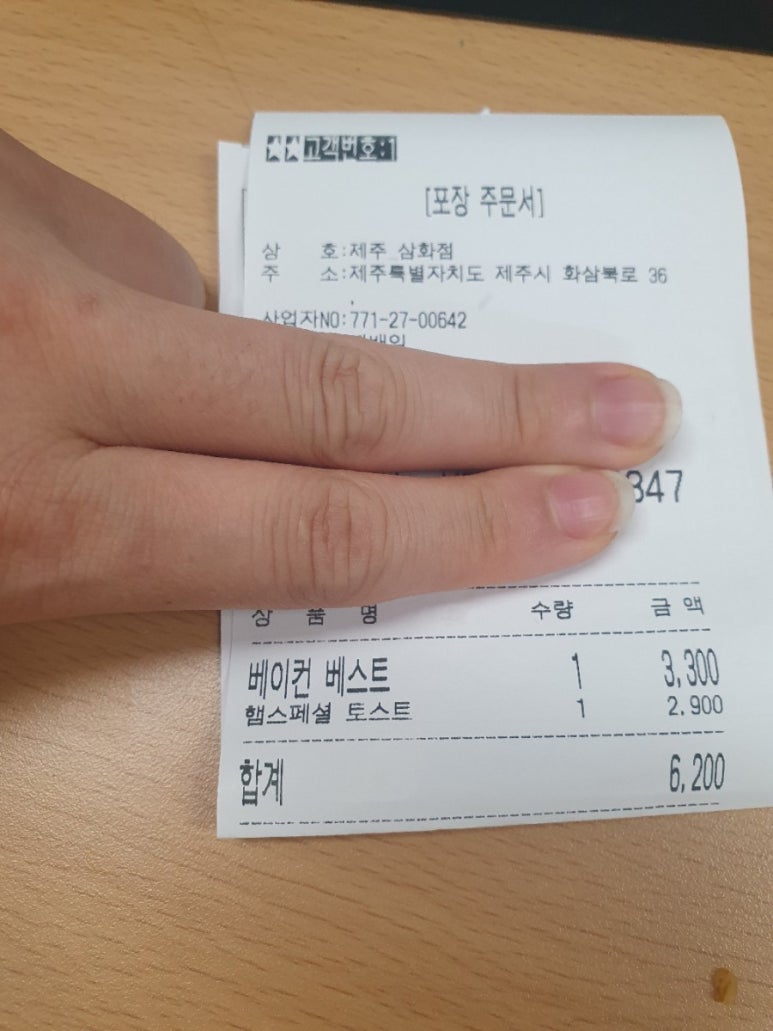 ★★고객번호:1
[포장 주문서]
상 호:제주 삼화점
주 소:제주특별자치도 제주시 화삼북로 36
,
사업자NO:771-27-00642
347
상 품 명 수량 금 액
베이컨 베스트 1 3,300
햄스페셜 토스트 1 2,900
합계 6,200